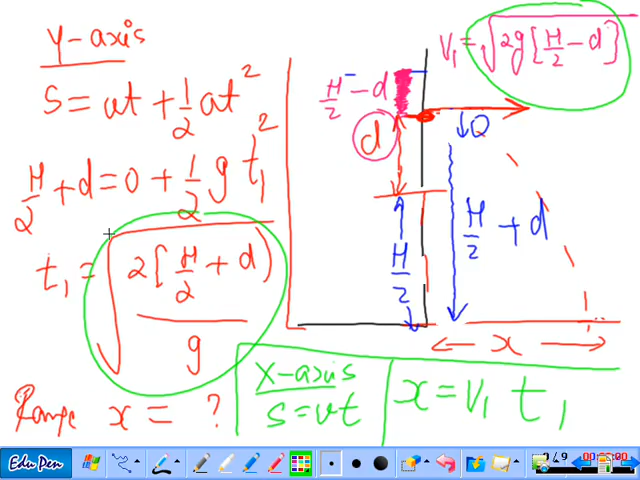 Y-axis
S = ut + 1/2 at²
H/2 + d = 0 + 1/2 g t₁²
t₁ = √(2[H/2 + d)/g)
Range x = ?
V₁ = √2g[H/2 - d]
H/2 - d
d
↓0
H/2
H/2 + d
x
X-axis
S = vt
x = v₁ t₁
Edu Pen